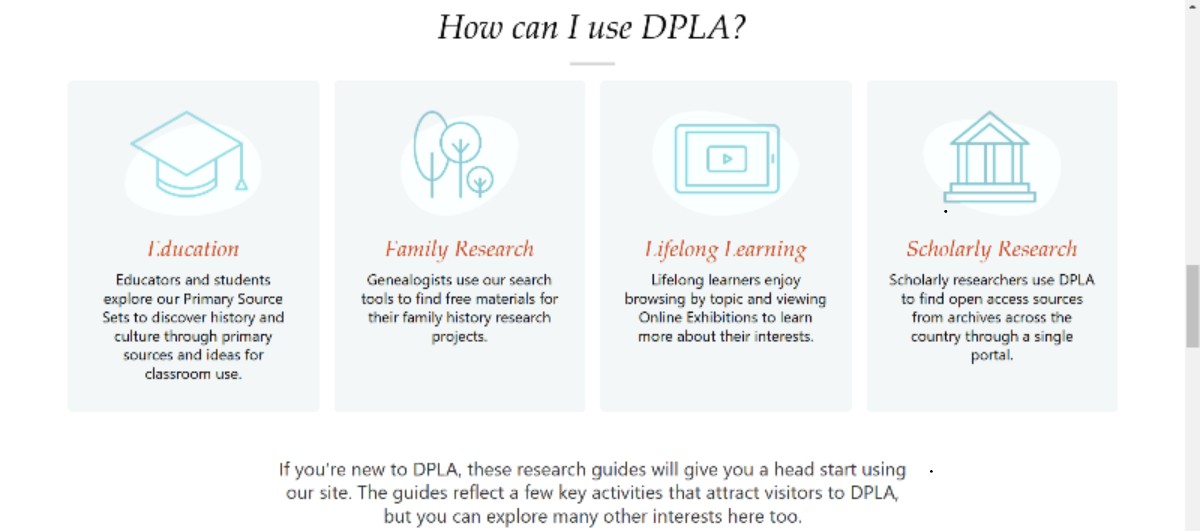 How can I use DPLA?
Education
Educators and students
explore our Primary Source
Sets to discover history and
culture through primary
sources and ideas for
classroom use.
Family Research
Genealogists use our search
tools to find free materials for
their family history research
projects.
Lifelong Learning
Lifelong learners enjoy
browsing by topic and viewing
Online Exhibitions to learn
more about their interests.
Scholarly Research
Scholarly researchers use DPLA
to find open access sources
from archives across the
country through a single
portal.
If you're new to DPLA, these research guides will give you a head start using
our site. The guides reflect a few key activities that attract visitors to DPLA,
but you can explore many other interests here too.